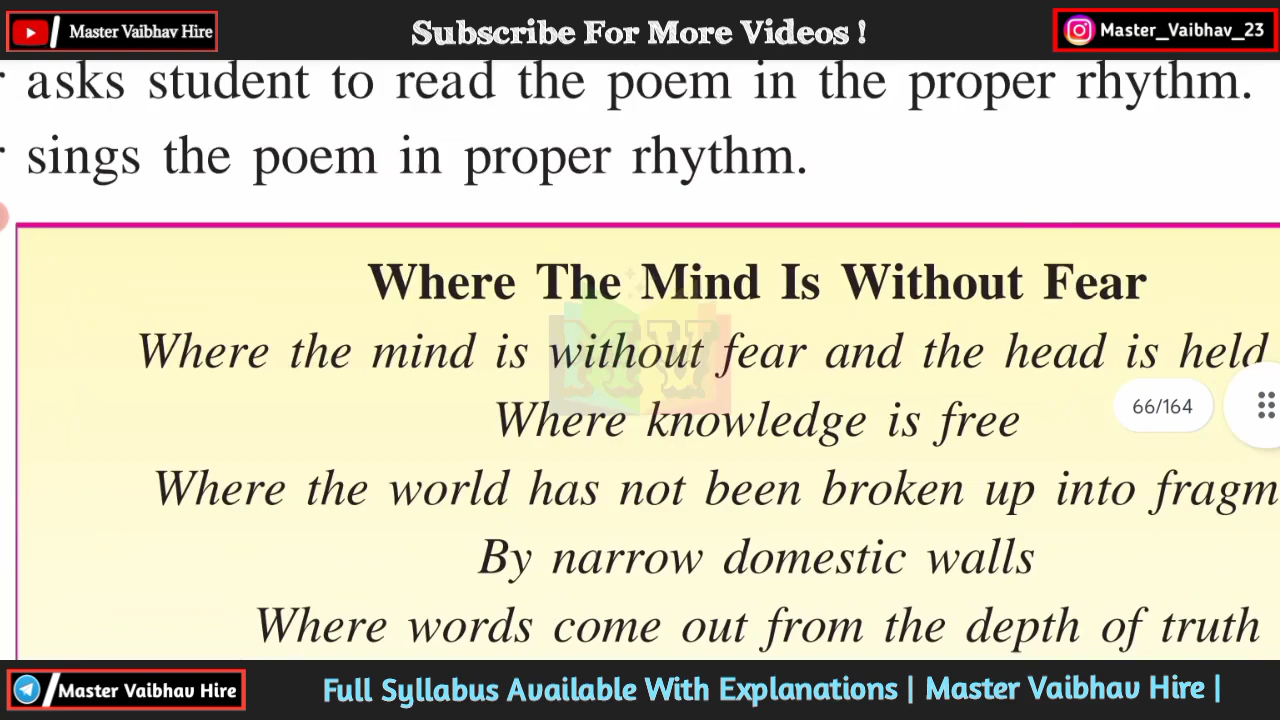 Master Vaibhav Hire
Subscribe For More Videos !
Master_Vaibhav_23
asks student to read the poem in the proper rhythm.
sings the poem in proper rhythm.
Where The Mind Is Without Fear
Where the mind is without fear and the head is held
Where knowledge is free
66/164
Where the world has not been broken up into fragm
By narrow domestic walls
Where words come out from the depth of truth
MV
Master Vaibhav Hire
Full Syllabus Available With Explanations | Master Vaibhav Hire |